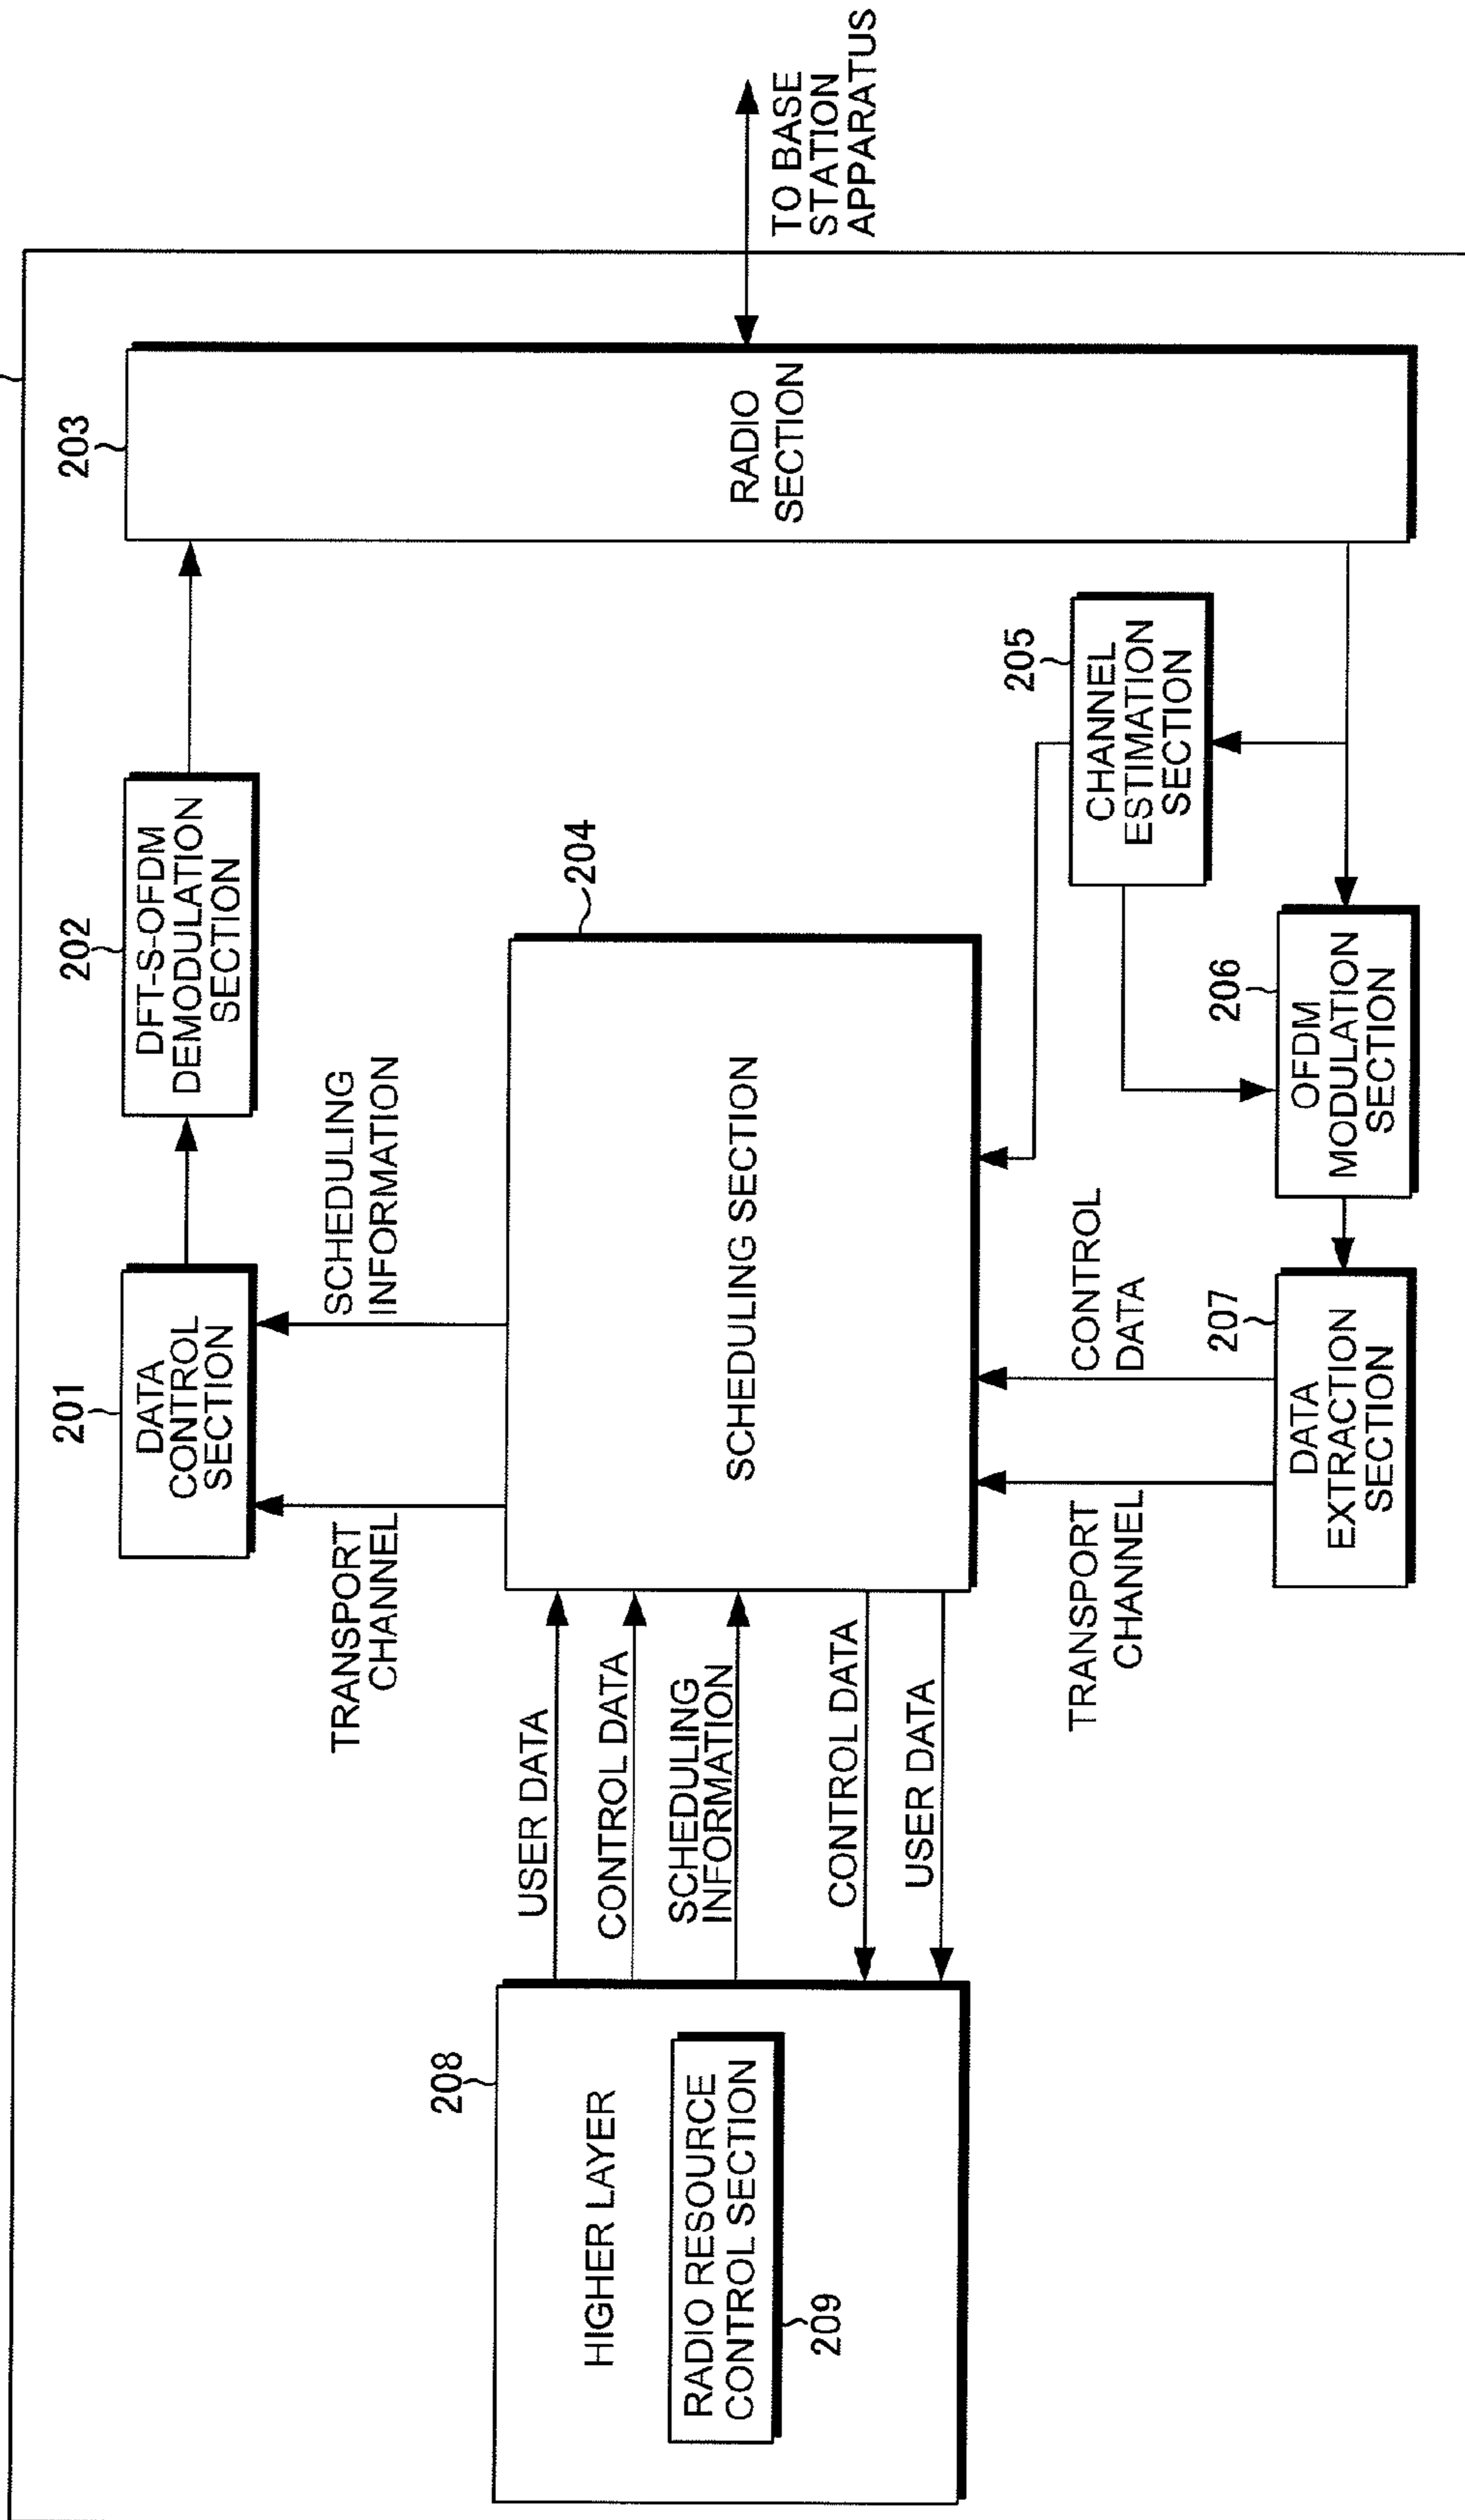 203
RADIO
SECTION
TO BASE
STATION
APPARATUS
202
DFT-S-OFDM
DEMODULATION
SECTION
201
DATA
CONTROL
SECTION
SCHEDULING
INFORMATION
TRANSPORT
CHANNEL
204
SCHEDULING SECTION
205
CHANNEL
ESTIMATION
SECTION
206
OFDM
MODULATION
SECTION
207
DATA
EXTRACTION
SECTION
CONTROL
DATA
TRANSPORT
CHANNEL
USER DATA
CONTROL DATA
SCHEDULING
INFORMATION
CONTROL DATA
USER DATA
208
HIGHER LAYER
RADIO RESOURCE
CONTROL SECTION
209